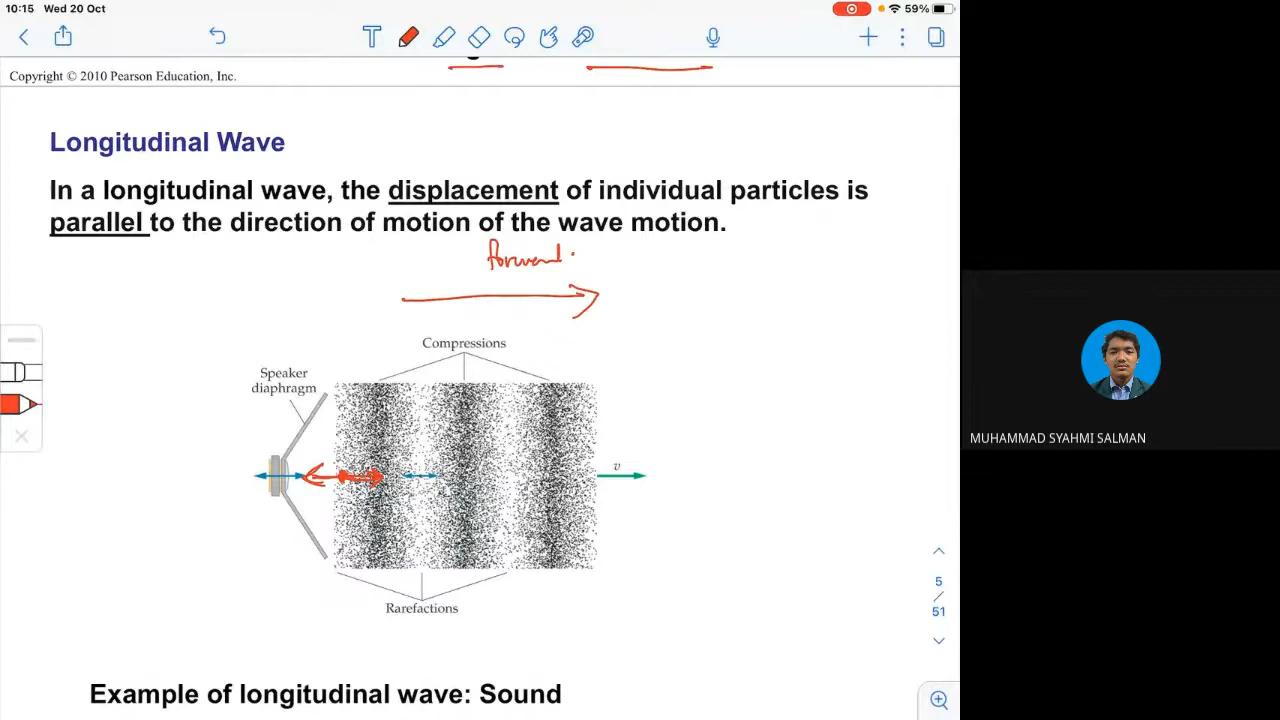 10:15 Wed 20 Oct
59%
T
Copyright © 2010 Pearson Education, Inc.
Longitudinal Wave
In a longitudinal wave, the displacement of individual particles is
parallel to the direction of motion of the wave motion.
forward
Compressions
Speaker
diaphragm
v
Rarefactions
5
/
51
Example of longitudinal wave: Sound
MUHAMMAD SYAHMI SALMAN